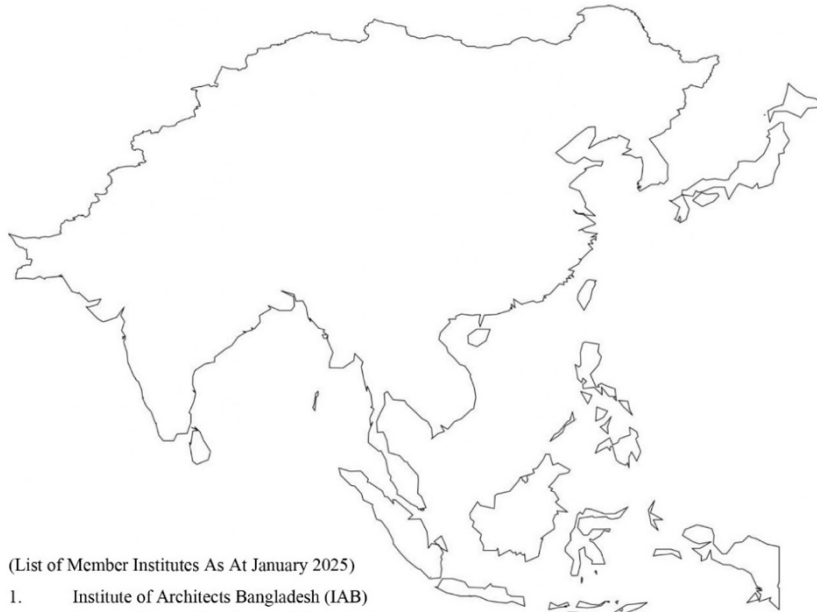 (List of Member Institutes As At January 2025)
1. Institute of Architects Bangladesh (IAB)